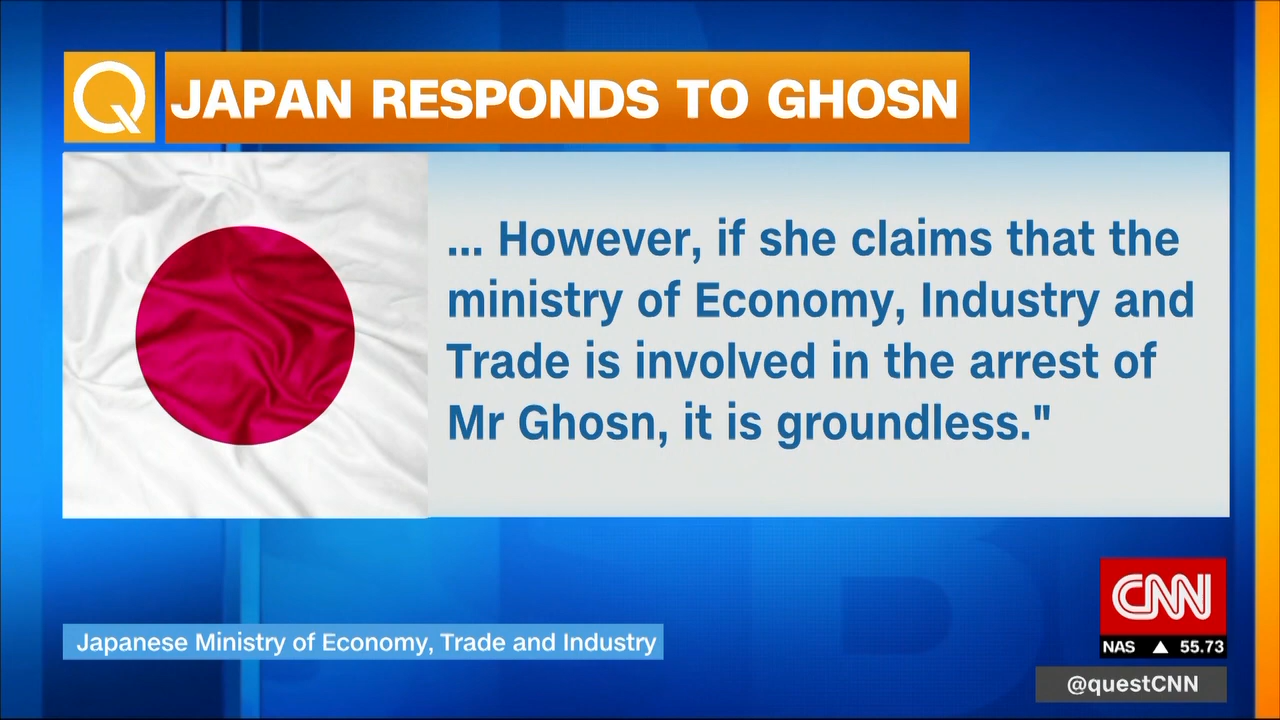 Q JAPAN RESPONDS TO GHOSN
... However, if she claims that the
ministry of Economy, Industry and
Trade is involved in the arrest of
Mr Ghosn, it is groundless."
Japanese Ministry of Economy, Trade and Industry
CNN
NAS ▲ 55.73
@questCNN